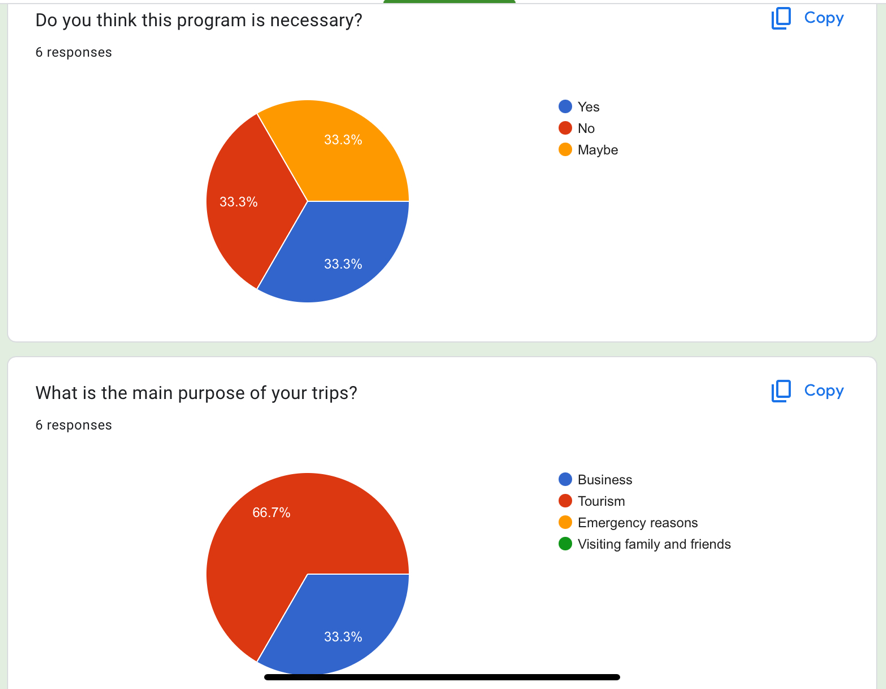 Do you think this program is necessary?
Copy
6 responses
Yes
No
Maybe
33.3%
33.3%
33.3%
What is the main purpose of your trips?
Copy
6 responses
Business
Tourism
Emergency reasons
Visiting family and friends
66.7%
33.3%